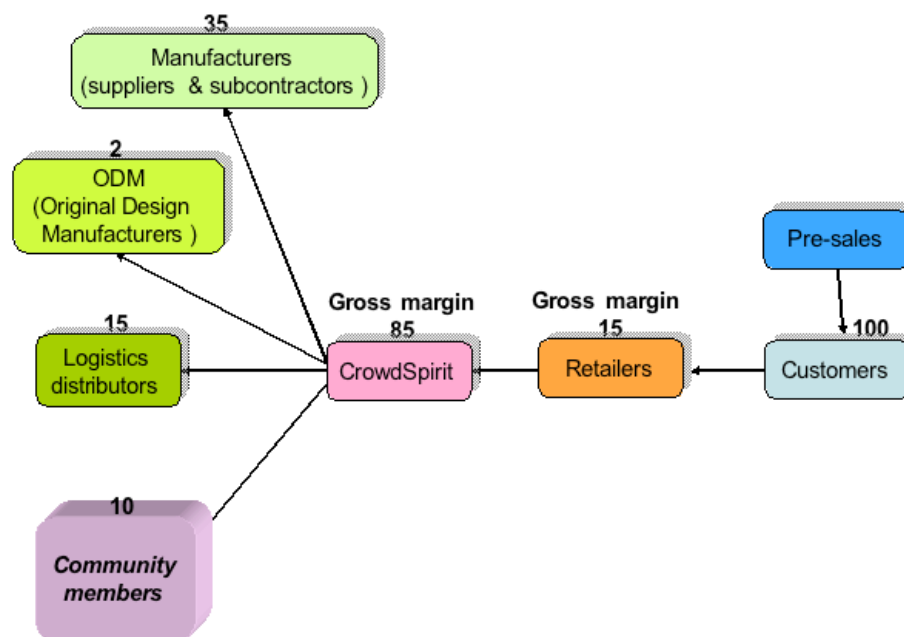 35
Manufacturers
(suppliers & subcontractors )
2
ODM
(Original Design
Manufacturers )
Pre-sales
Gross margin
85
Gross margin
15
15
100
Logistics
distributors
CrowdSpirit
Retailers
Customers
10
Community
members